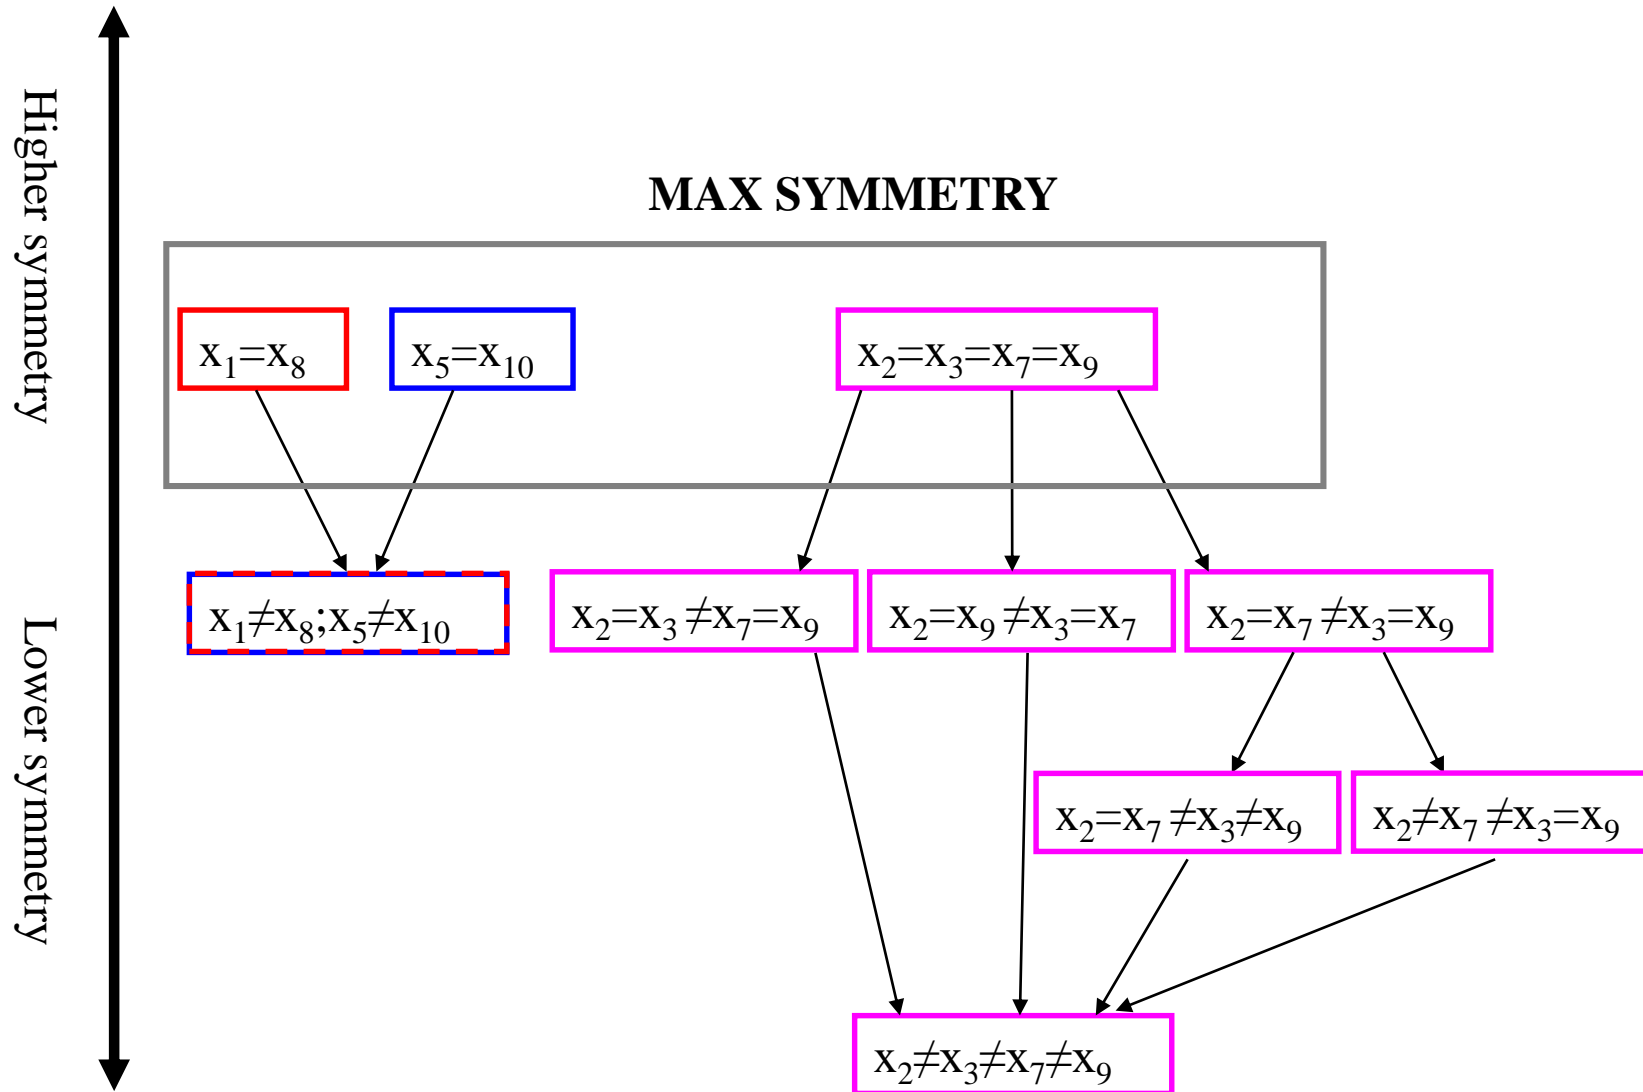 Higher symmetry
Lower symmetry
MAX SYMMETRY
x₁=x₈
x₅=x₁₀
x₂=x₃=x₇=x₉
x₁≠x₈;x₅≠x₁₀
x₂=x₃ ≠x₇=x₉
x₂=x₉ ≠x₃=x₇
x₂=x₇ ≠x₃=x₉
x₂=x₇ ≠x₃≠x₉
x₂≠x₇ ≠x₃=x₉
x₂≠x₃≠x₇≠x₉